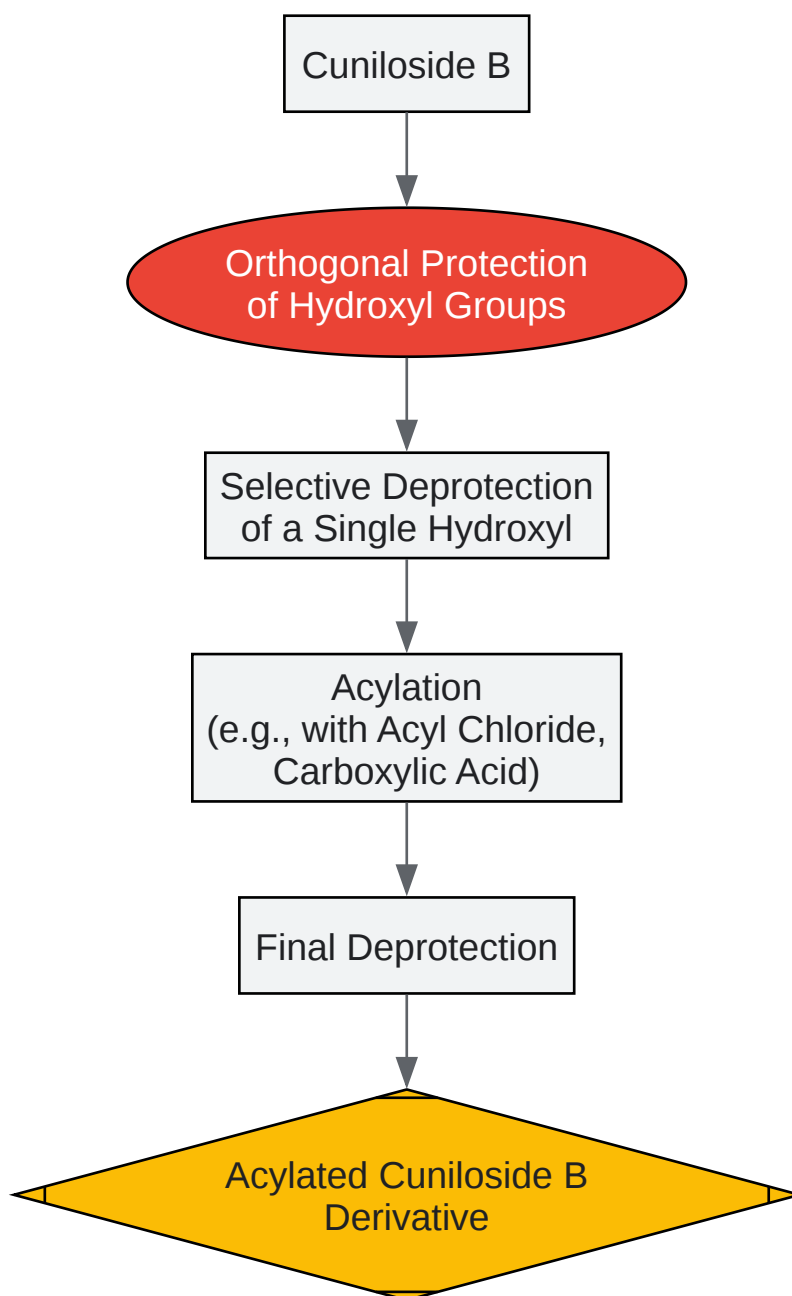 Cuniloside B
Orthogonal Protection
of Hydroxyl Groups
Selective Deprotection
of a Single Hydroxyl
Acylation
(e.g., with Acyl Chloride,
Carboxylic Acid)
Final Deprotection
Acylated Cuniloside B
Derivative